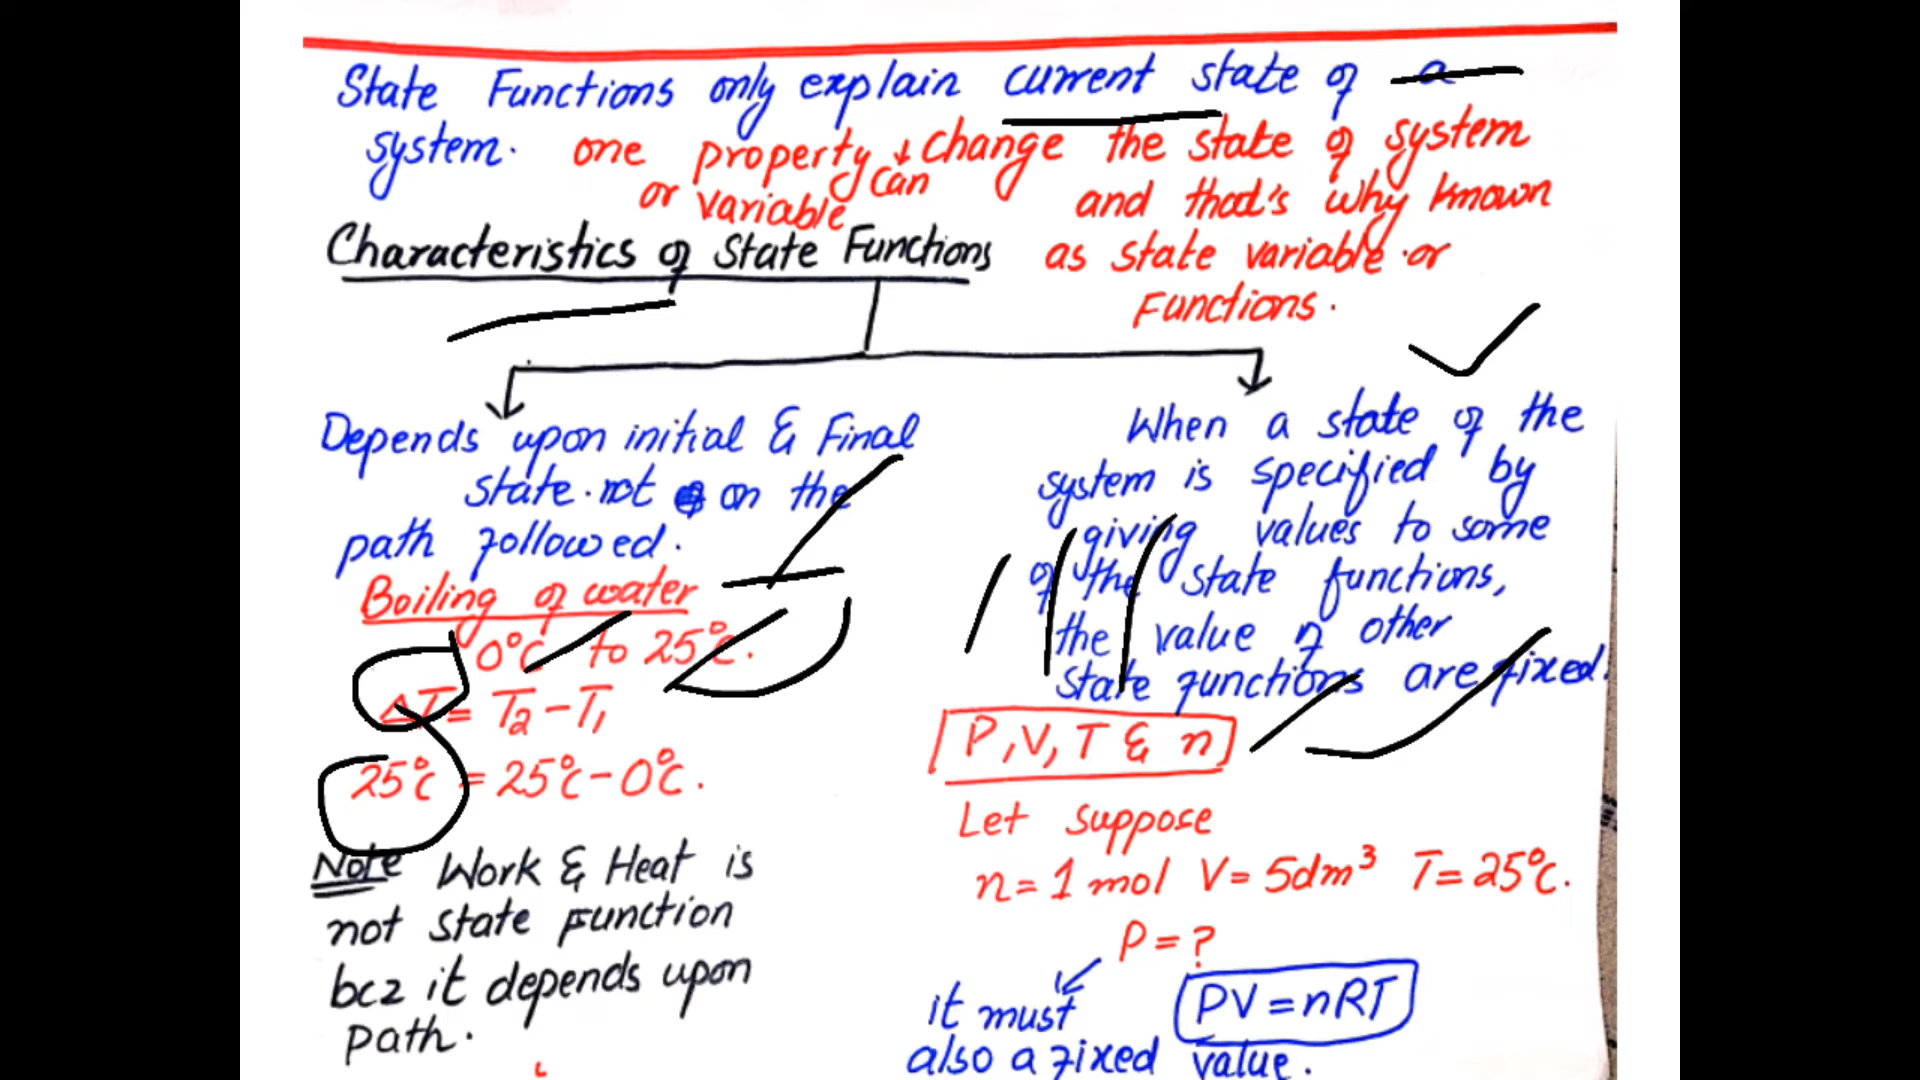 State Functions only explain current state of a
system. one property ↓ change the state of system
or variable can and that's why known
Characteristics of State Functions as state variable or
Functions.
Depends upon initial & Final
state. not on the
path followed.
Boiling of water
0°C to 25°C.
ΔT = T₂ - T₁
25°C = 25°C - 0°C.
Note Work & Heat is
not state function
bcz it depends upon
path.
When a state of the
system is specified by
giving values to some
of the state functions,
the value of other
state functions are fixed.
P, V, T & n
Let suppose
n = 1 mol V = 5dm³ T = 25°C.
P = ?
it must PV = nRT
also a fixed value.